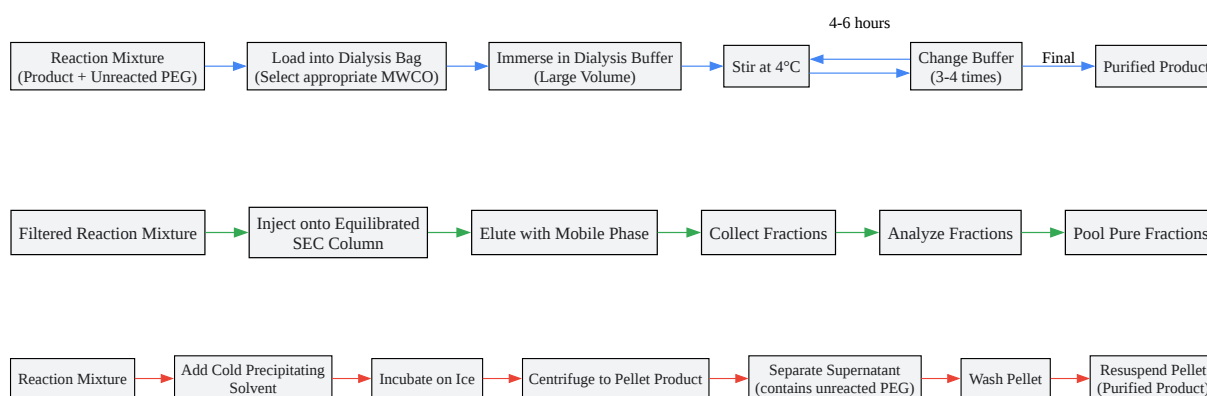 4-6 hours
Reaction Mixture
(Product + Unreacted PEG)
Load into Dialysis Bag
(Select appropriate MWCO)
Immerse in Dialysis Buffer
(Large Volume)
Stir at 4°C
Change Buffer
(3-4 times)
Final
Purified Product
Filtered Reaction Mixture
Inject onto Equilibrated
SEC Column
Elute with Mobile Phase
Collect Fractions
Analyze Fractions
Pool Pure Fractions
Reaction Mixture
Add Cold Precipitating
Solvent
Incubate on Ice
Centrifuge to Pellet Product
Separate Supernatant
(contains unreacted PEG)
Wash Pellet
Resuspend Pellet
(Purified Product)